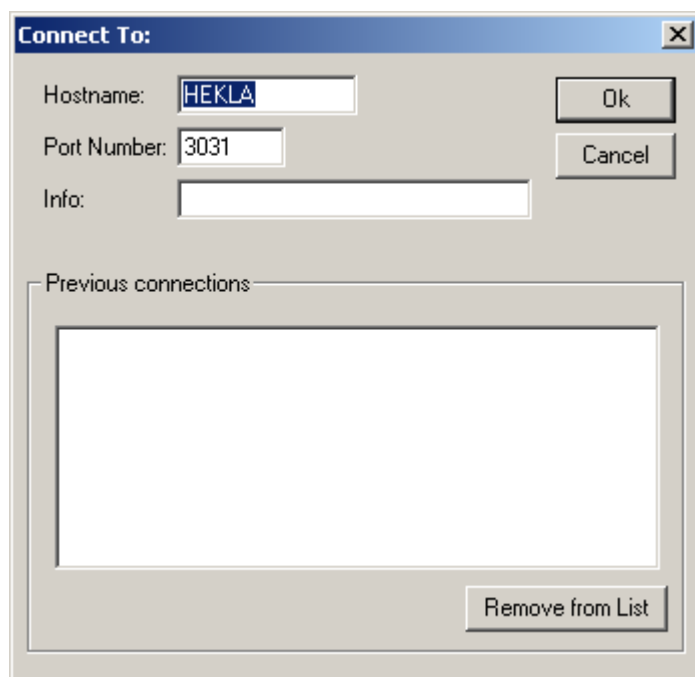 Connect To:
Hostname: HEKLA
Ok
Port Number: 3031
Cancel
Info:
Previous connections
Remove from List